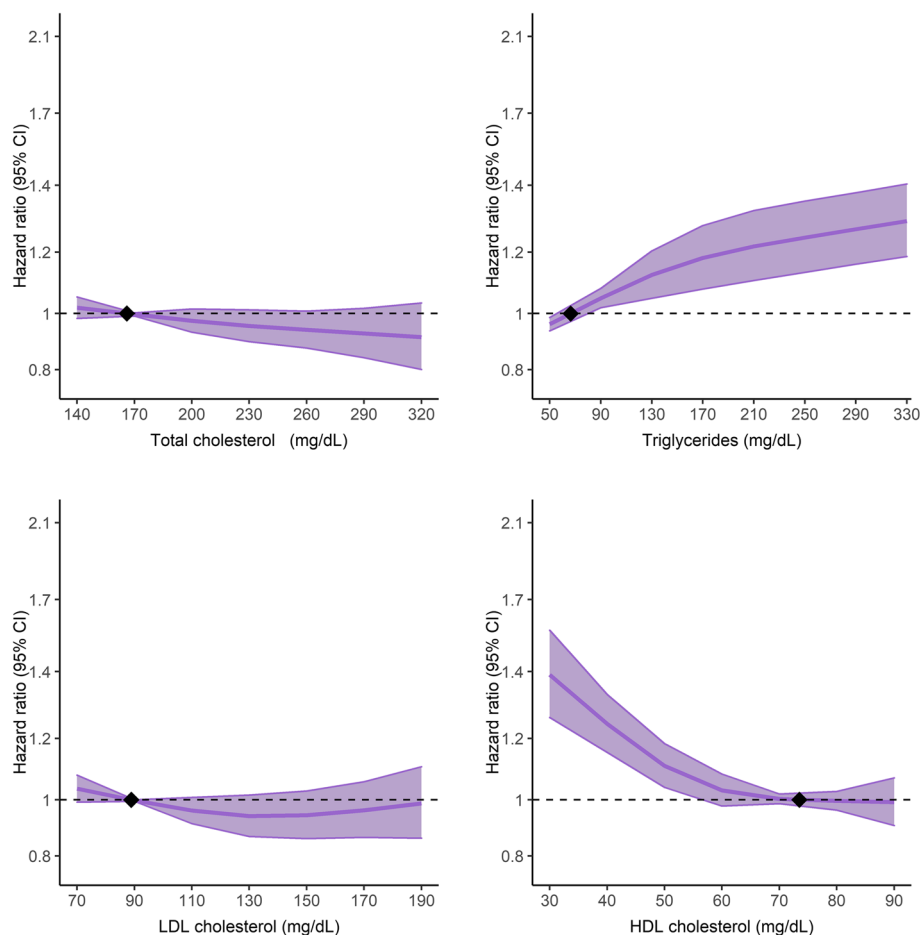 Hazard ratio (95% CI)
2.1
1.7
1.4
1.2
1
0.8
140 170 200 230 260 290 320
Total cholesterol (mg/dL)
Hazard ratio (95% CI)
2.1
1.7
1.4
1.2
1
0.8
50 90 130 170 210 250 290 330
Triglycerides (mg/dL)
Hazard ratio (95% CI)
2.1
1.7
1.4
1.2
1
0.8
70 90 110 130 150 170 190
LDL cholesterol (mg/dL)
Hazard ratio (95% CI)
2.1
1.7
1.4
1.2
1
0.8
30 40 50 60 70 80 90
HDL cholesterol (mg/dL)